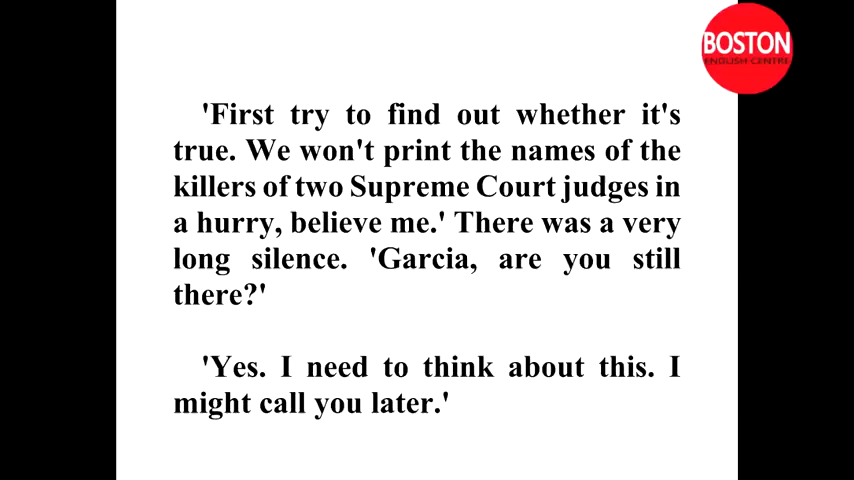 BOSTON
ENGLISH CENTRE
'First try to find out whether it's
true. We won't print the names of the
killers of two Supreme Court judges in
a hurry, believe me.' There was a very
long silence. 'Garcia, are you still
there?'
'Yes. I need to think about this. I
might call you later.'